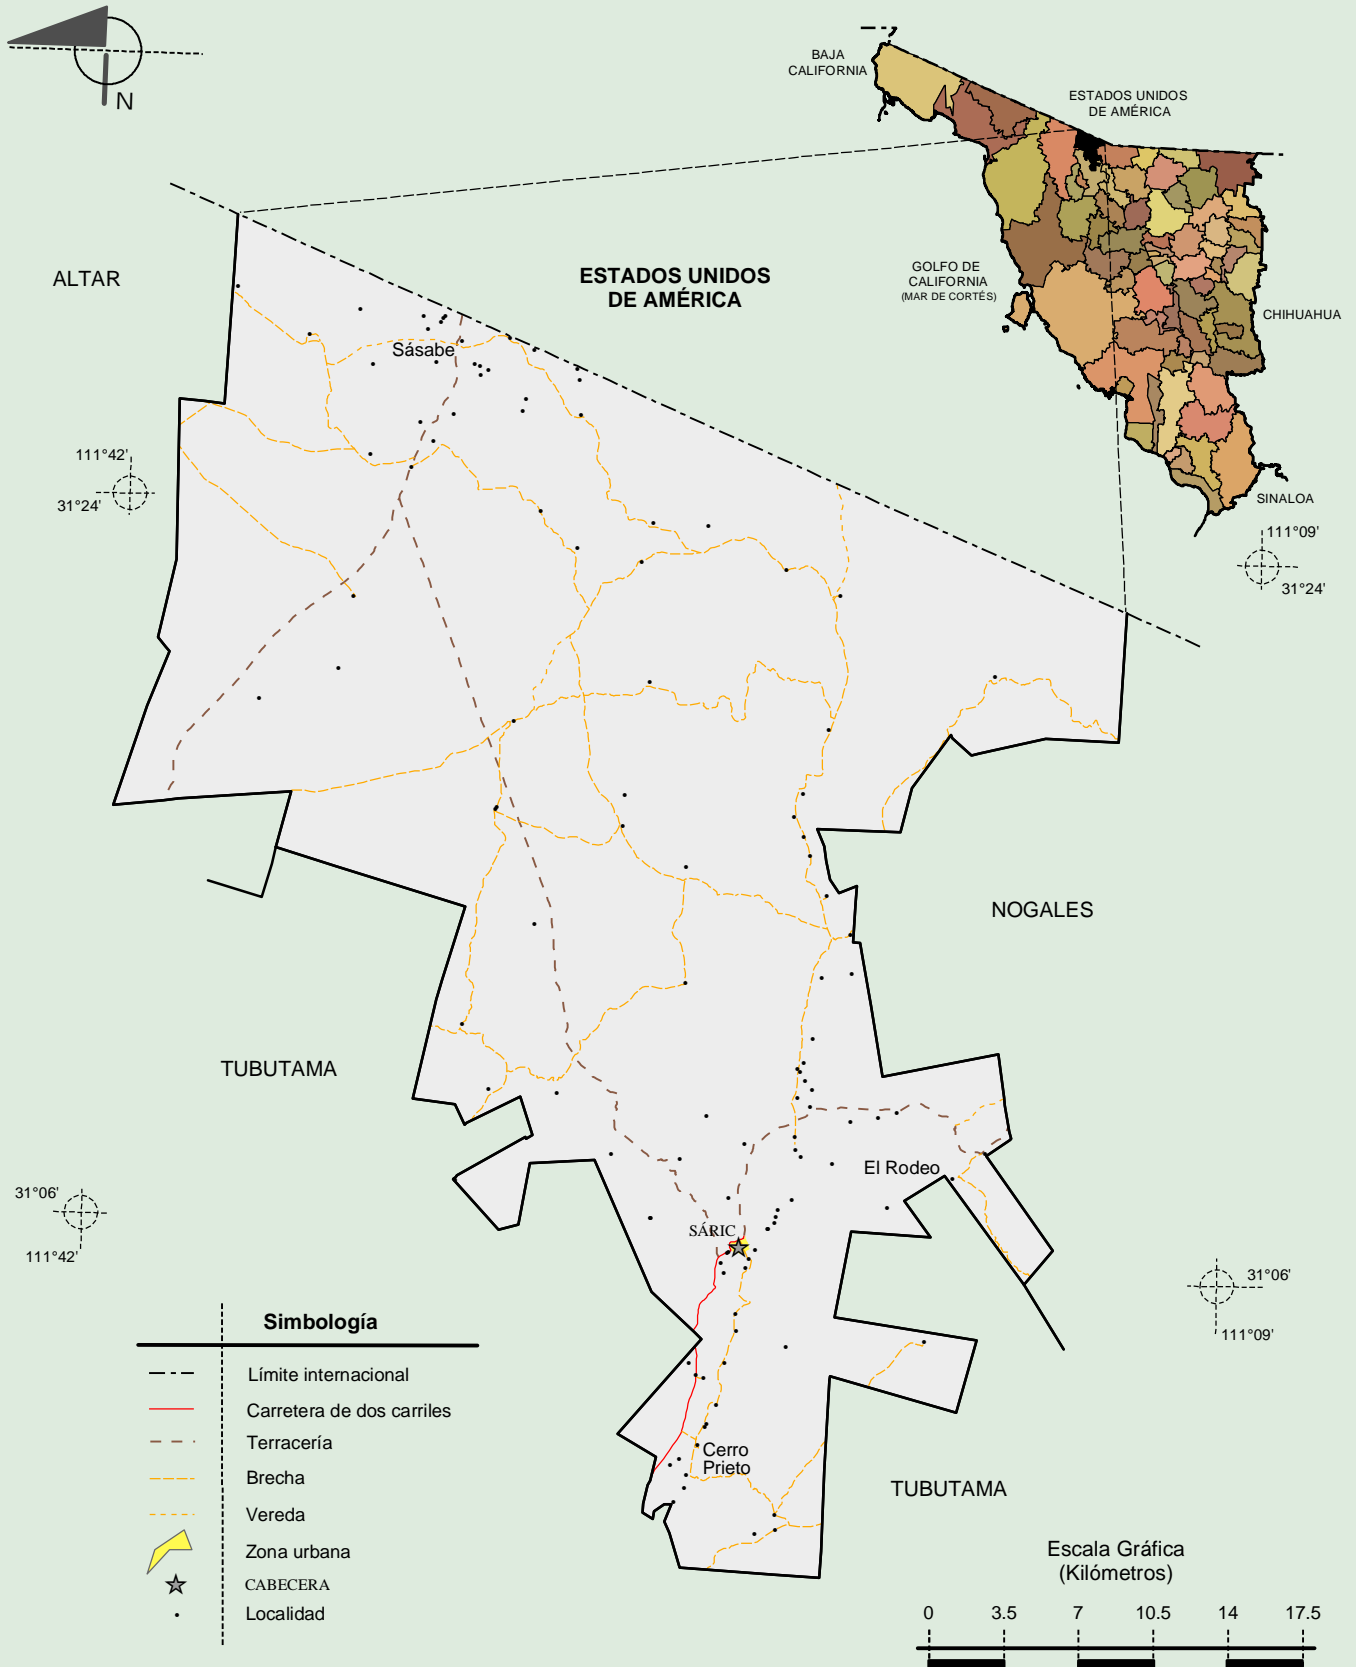 N
BAJA
CALIFORNIA
ESTADOS UNIDOS
DE AMÉRICA
GOLFO DE
CALIFORNIA
(MAR DE CORTÉS)
CHIHUAHUA
SINALOA
ALTAR
ESTADOS UNIDOS
DE AMÉRICA
Sásabe
111°42'
31°24'
111°09'
31°24'
NOGALES
TUBUTAMA
El Rodeo
31°06'
111°42'
SÁRIC
31°06'
111°09'
Cerro
Prieto
TUBUTAMA
Simbología
Límite internacional
Carretera de dos carriles
Terracería
Brecha
Vereda
Zona urbana
CABECERA
Localidad
Escala Gráfica
(Kilómetros)
0 3.5 7 10.5 14 17.5